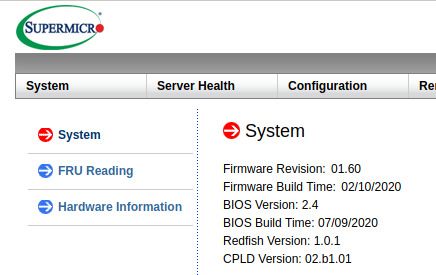 SUPERMICRO
System
Server Health
Configuration
System
FRU Reading
Hardware Information
System
Firmware Revision: 01.60
Firmware Build Time: 02/10/2020
BIOS Version: 2.4
BIOS Build Time: 07/09/2020
Redfish Version: 1.0.1
CPLD Version: 02.b1.01